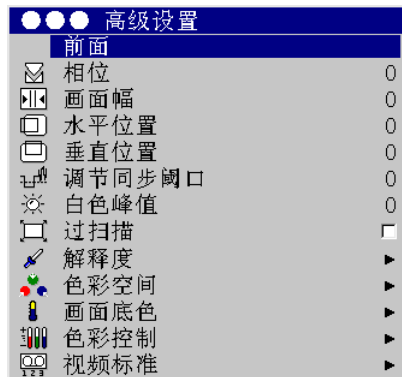 高级设置
前面
相位 0
画面幅 0
水平位置 0
垂直位置 0
调节同步阈口 0
白色峰值 0
过扫描
解释度
色彩空间
画面底色
色彩控制
视频标准